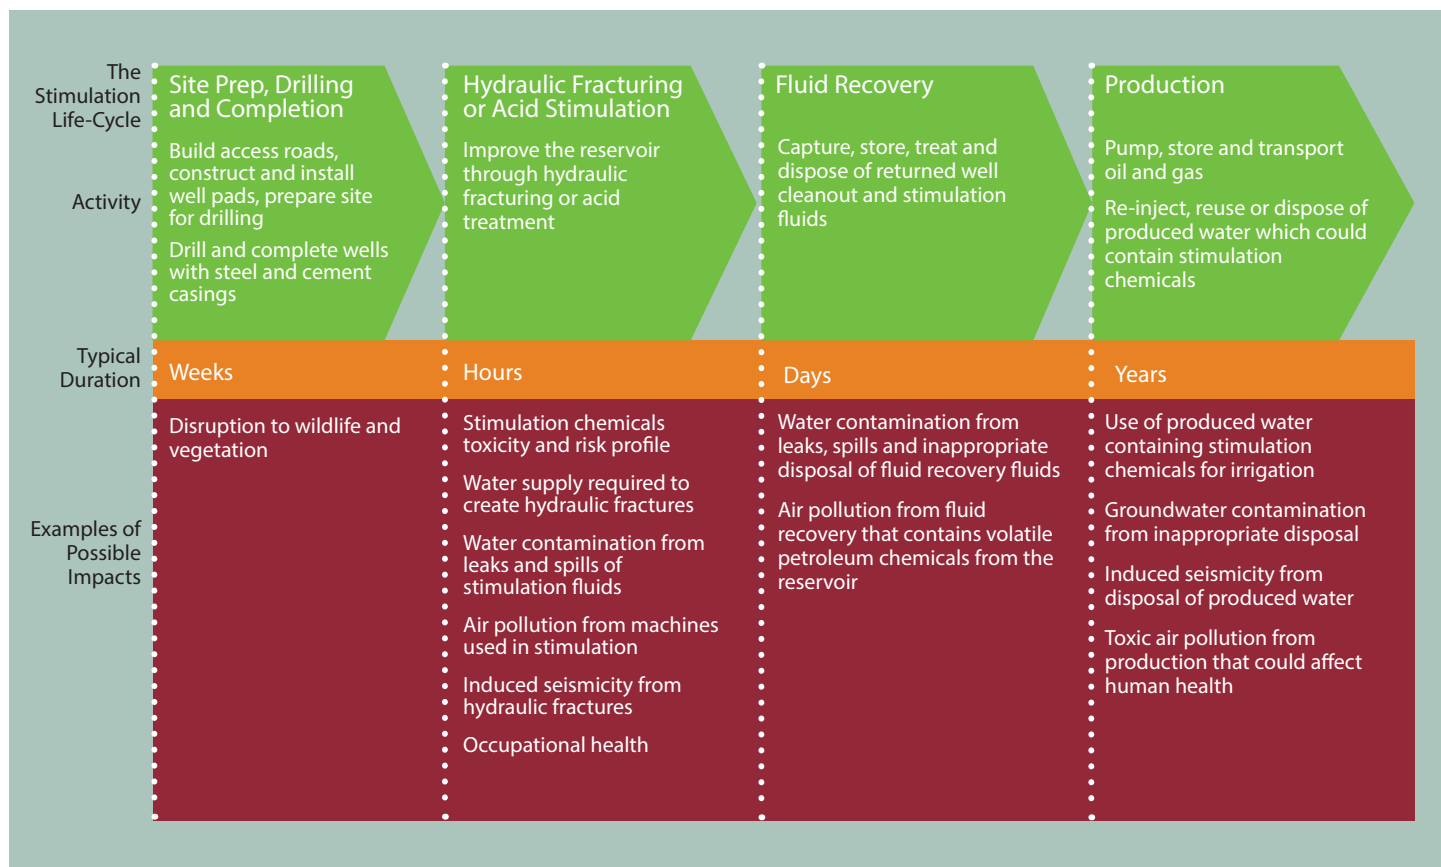 The
Stimulation
Life-Cycle
Site Prep, Drilling
and Completion
Hydraulic Fracturing
or Acid Stimulation
Fluid Recovery
Production
Activity
Build access roads,
construct and install
well pads, prepare site
for drilling
Drill and complete wells
with steel and cement
casings
Improve the reservoir
through hydraulic
fracturing or acid
treatment
Capture, store, treat and
dispose of returned well
cleanout and stimulation
fluids
Pump, store and transport
oil and gas
Re-inject, reuse or dispose of
produced water which could
contain stimulation
chemicals
Typical
Duration
Weeks
Hours
Days
Years
Examples of
Possible
Impacts
Disruption to wildlife and
vegetation
Stimulation chemicals
toxicity and risk profile
Water supply required to
create hydraulic fractures
Water contamination from
leaks and spills of
stimulation fluids
Air pollution from machines
used in stimulation
Induced seismicity from
hydraulic fractures
Occupational health
Water contamination from
leaks, spills and inappropriate
disposal of fluid recovery fluids
Air pollution from fluid
recovery that contains volatile
petroleum chemicals from the
reservoir
Use of produced water
containing stimulation
chemicals for irrigation
Groundwater contamination
from inappropriate disposal
Induced seismicity from
disposal of produced water
Toxic air pollution from
production that could affect
human health